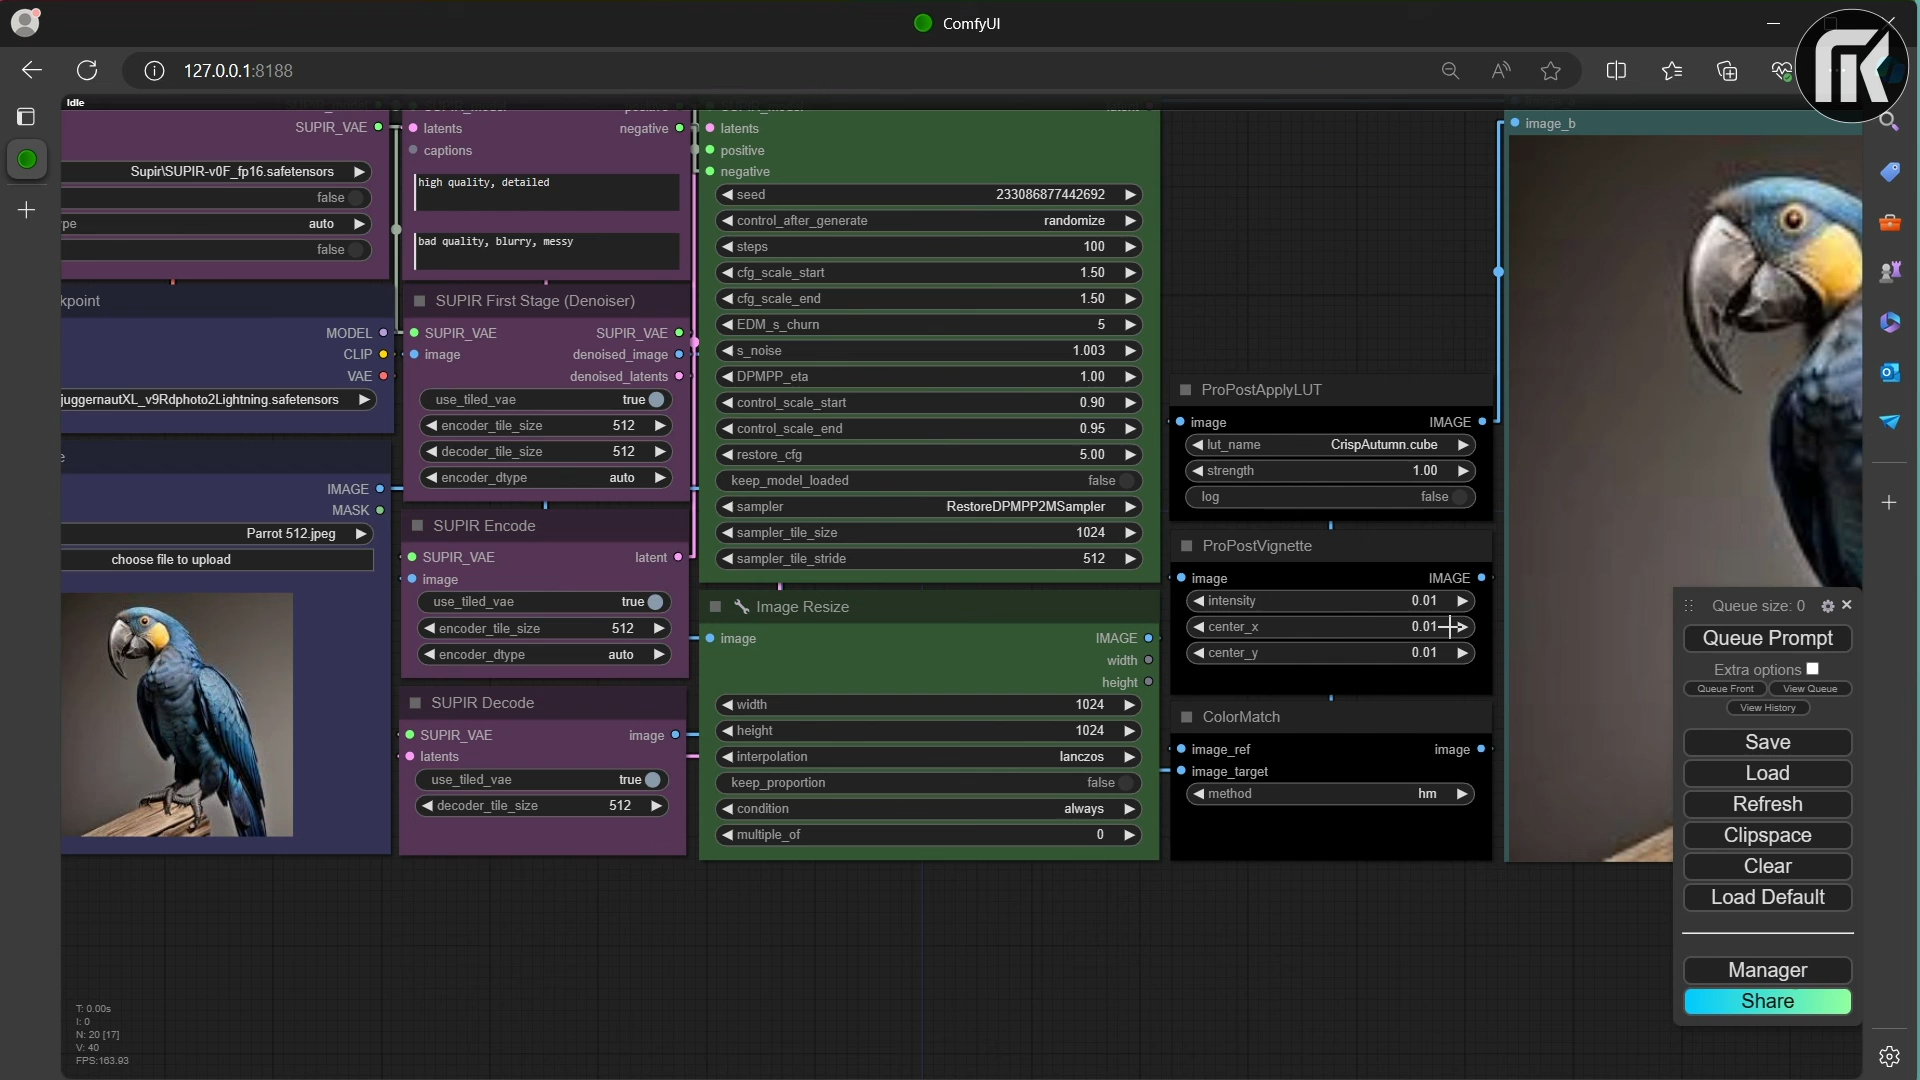 ComfyUI
127.0.0.1:8188
Idle
SUPIR_VAE
Supir\SUPIR-v0F_fp16.safetensors
false
pe
auto
false
kpoint
MODEL
CLIP
VAE
juggernautXL_v9Rdphoto2Lightning.safetensors
e
IMAGE
MASK
Parrot 512.jpeg
choose file to upload
latents
negative
captions
high quality, detailed
bad quality, blurry, messy
SUPIR First Stage (Denoiser)
SUPIR_VAE SUPIR_VAE
image denoised_image
denoised_latents
use_tiled_vae true
encoder_tile_size 512
decoder_tile_size 512
encoder_dtype auto
SUPIR Encode
SUPIR_VAE latent
image
use_tiled_vae true
encoder_tile_size 512
encoder_dtype auto
SUPIR Decode
SUPIR_VAE image
latents
use_tiled_vae true
decoder_tile_size 512
latents
positive
negative
seed 233086877442692
control_after_generate randomize
steps 100
cfg_scale_start 1.50
cfg_scale_end 1.50
EDM_s_churn 5
s_noise 1.003
DPMPP_eta 1.00
control_scale_start 0.90
control_scale_end 0.95
restore_cfg 5.00
keep_model_loaded false
sampler RestoreDPMPP2MSampler
sampler_tile_size 1024
sampler_tile_stride 512
Image Resize
image IMAGE
width
height
width 1024
height 1024
interpolation lanczos
keep_proportion false
condition always
multiple_of 0
ProPostApplyLUT
image IMAGE
lut_name CrispAutumn.cube
strength 1.00
log false
ProPostVignette
image IMAGE
intensity 0.01
center_x 0.01
center_y 0.01
ColorMatch
image_ref image
image_target
method hm
image_b
Queue size: 0
Queue Prompt
Extra options
Queue Front View Queue
View History
Save
Load
Refresh
Clipspace
Clear
Load Default
Manager
Share
T: 0.00s
I: 0
N: 20 [17]
V: 40
FPS:163.93